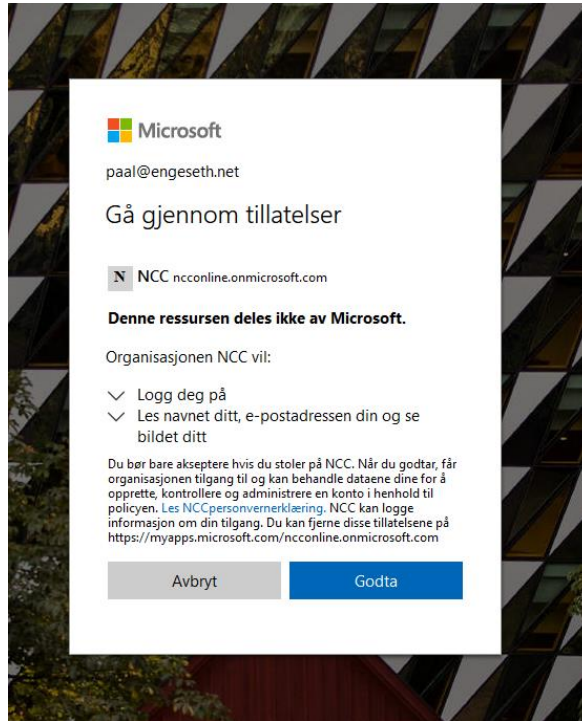 Microsoft
paal@engeseth.net
Gå gjennom tillatelser
N NCC ncconline.onmicrosoft.com
Denne ressursen deles ikke av Microsoft.
Organisasjonen NCC vil:
Logg deg på
Les navnet ditt, e-postadressen din og se
bildet ditt
Du bør bare akseptere hvis du stoler på NCC. Når du godtar, får
organisasjonen tilgang til og kan behandle dataene dine for å
opprette, kontrollere og administrere en konto i henhold til
policyen. Les NCCpersonvernerklæring. NCC kan logge
informasjon om din tilgang. Du kan fjerne disse tillatelsene på
https://myapps.microsoft.com/ncconline.onmicrosoft.com
Avbryt Godta